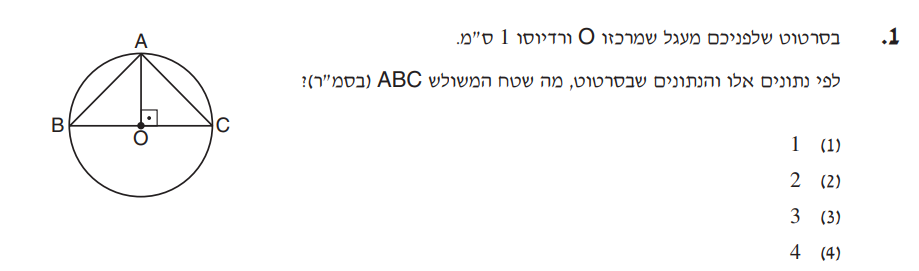 1. בסרטוט שלפניכם מעגל שמרכזו O ורדיוסו 1 ס"מ.
לפי נתונים אלו והנתונים שבסרטוט, מה שטח המשולש ABC (בסמ"ר)?
(1) 1
(2) 2
(3) 3
(4) 4
A
B
C
O